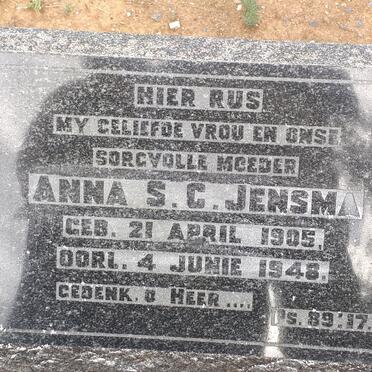 HIER RUS
MY GELIEFDE VROU EN ONSE
SORGVOLLE MOEDER
ANNA S. C. JENSMA
GEB. 21 APRIL 1905.
OORL. 4 JUNIE 1948.
GEDENK. O HEER ....
PS. 89:17.